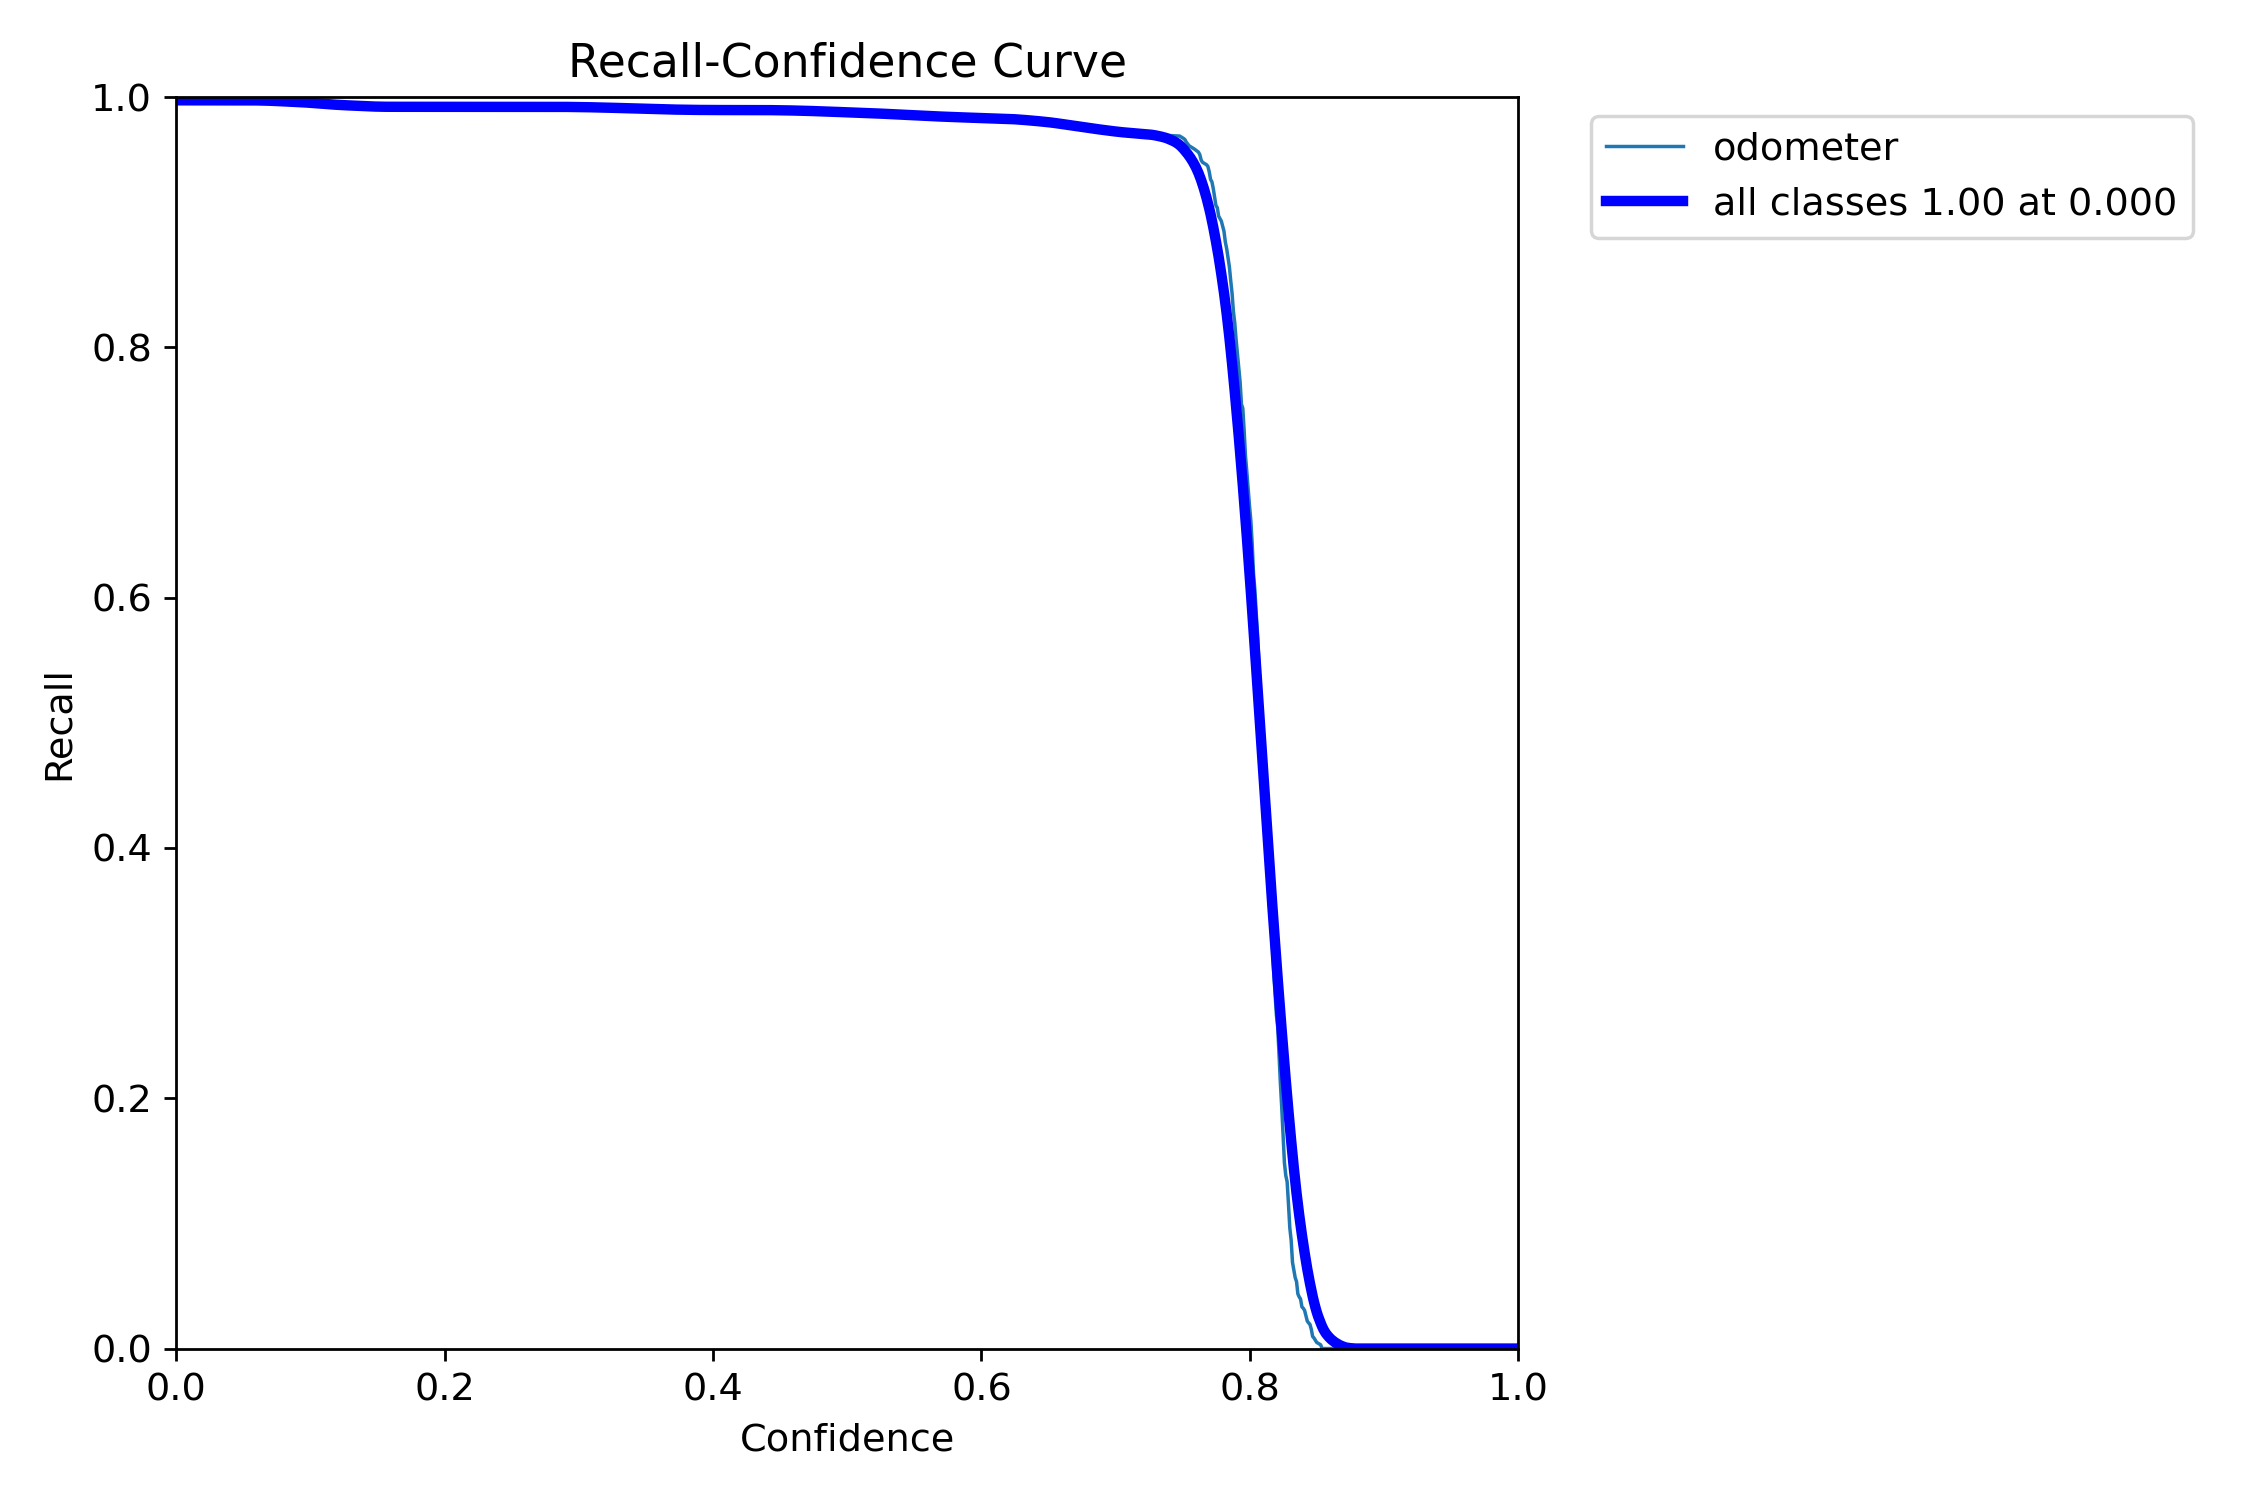 Recall-Confidence Curve
1.0
0.8
0.6
0.4
0.2
0.0
Recall
0.0 0.2 0.4 0.6 0.8 1.0
Confidence
odometer
all classes 1.00 at 0.000